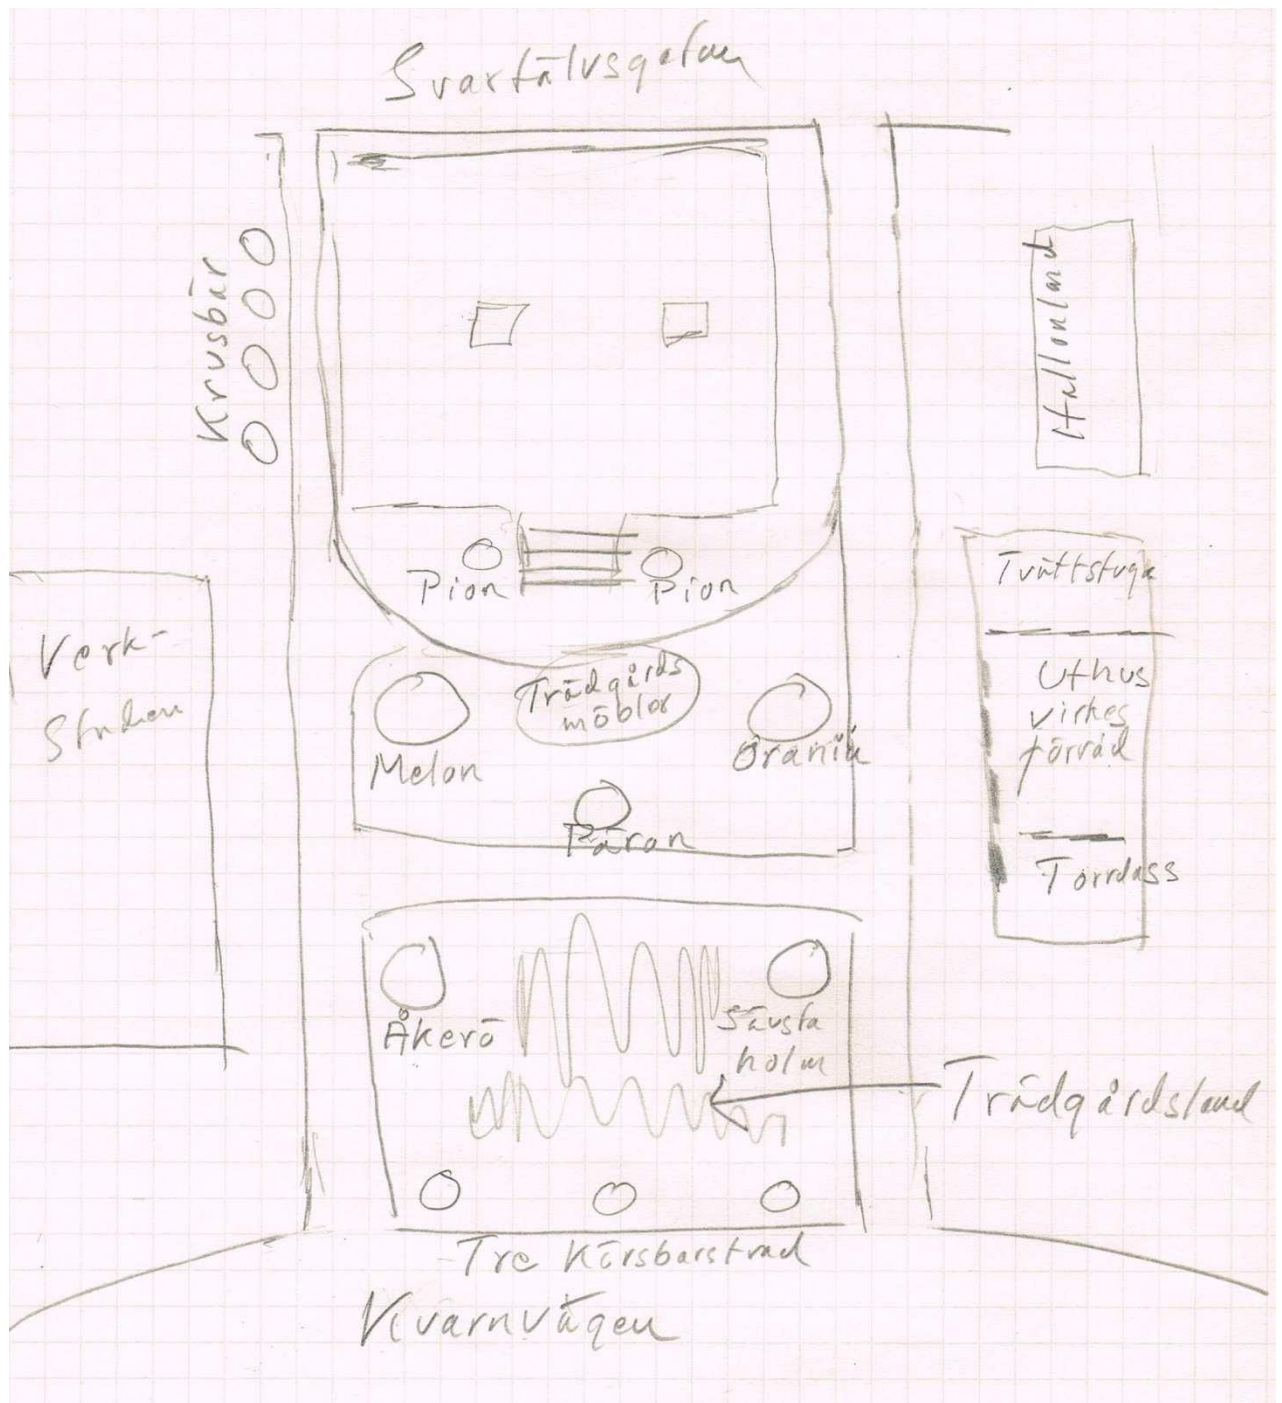 Svartälvsgatan
Krusbär
Hallonland
Pion
Pion
Tvättstuga
Verk-
Staden
Trädgårds
möbler
Uthus
virkes
förråd
Melon
Oranie
Päron
Torrdass
Åkerö
Sävsta
holm
Trädgårdsland
Tre Körsbärsträd
Kvarnvägen